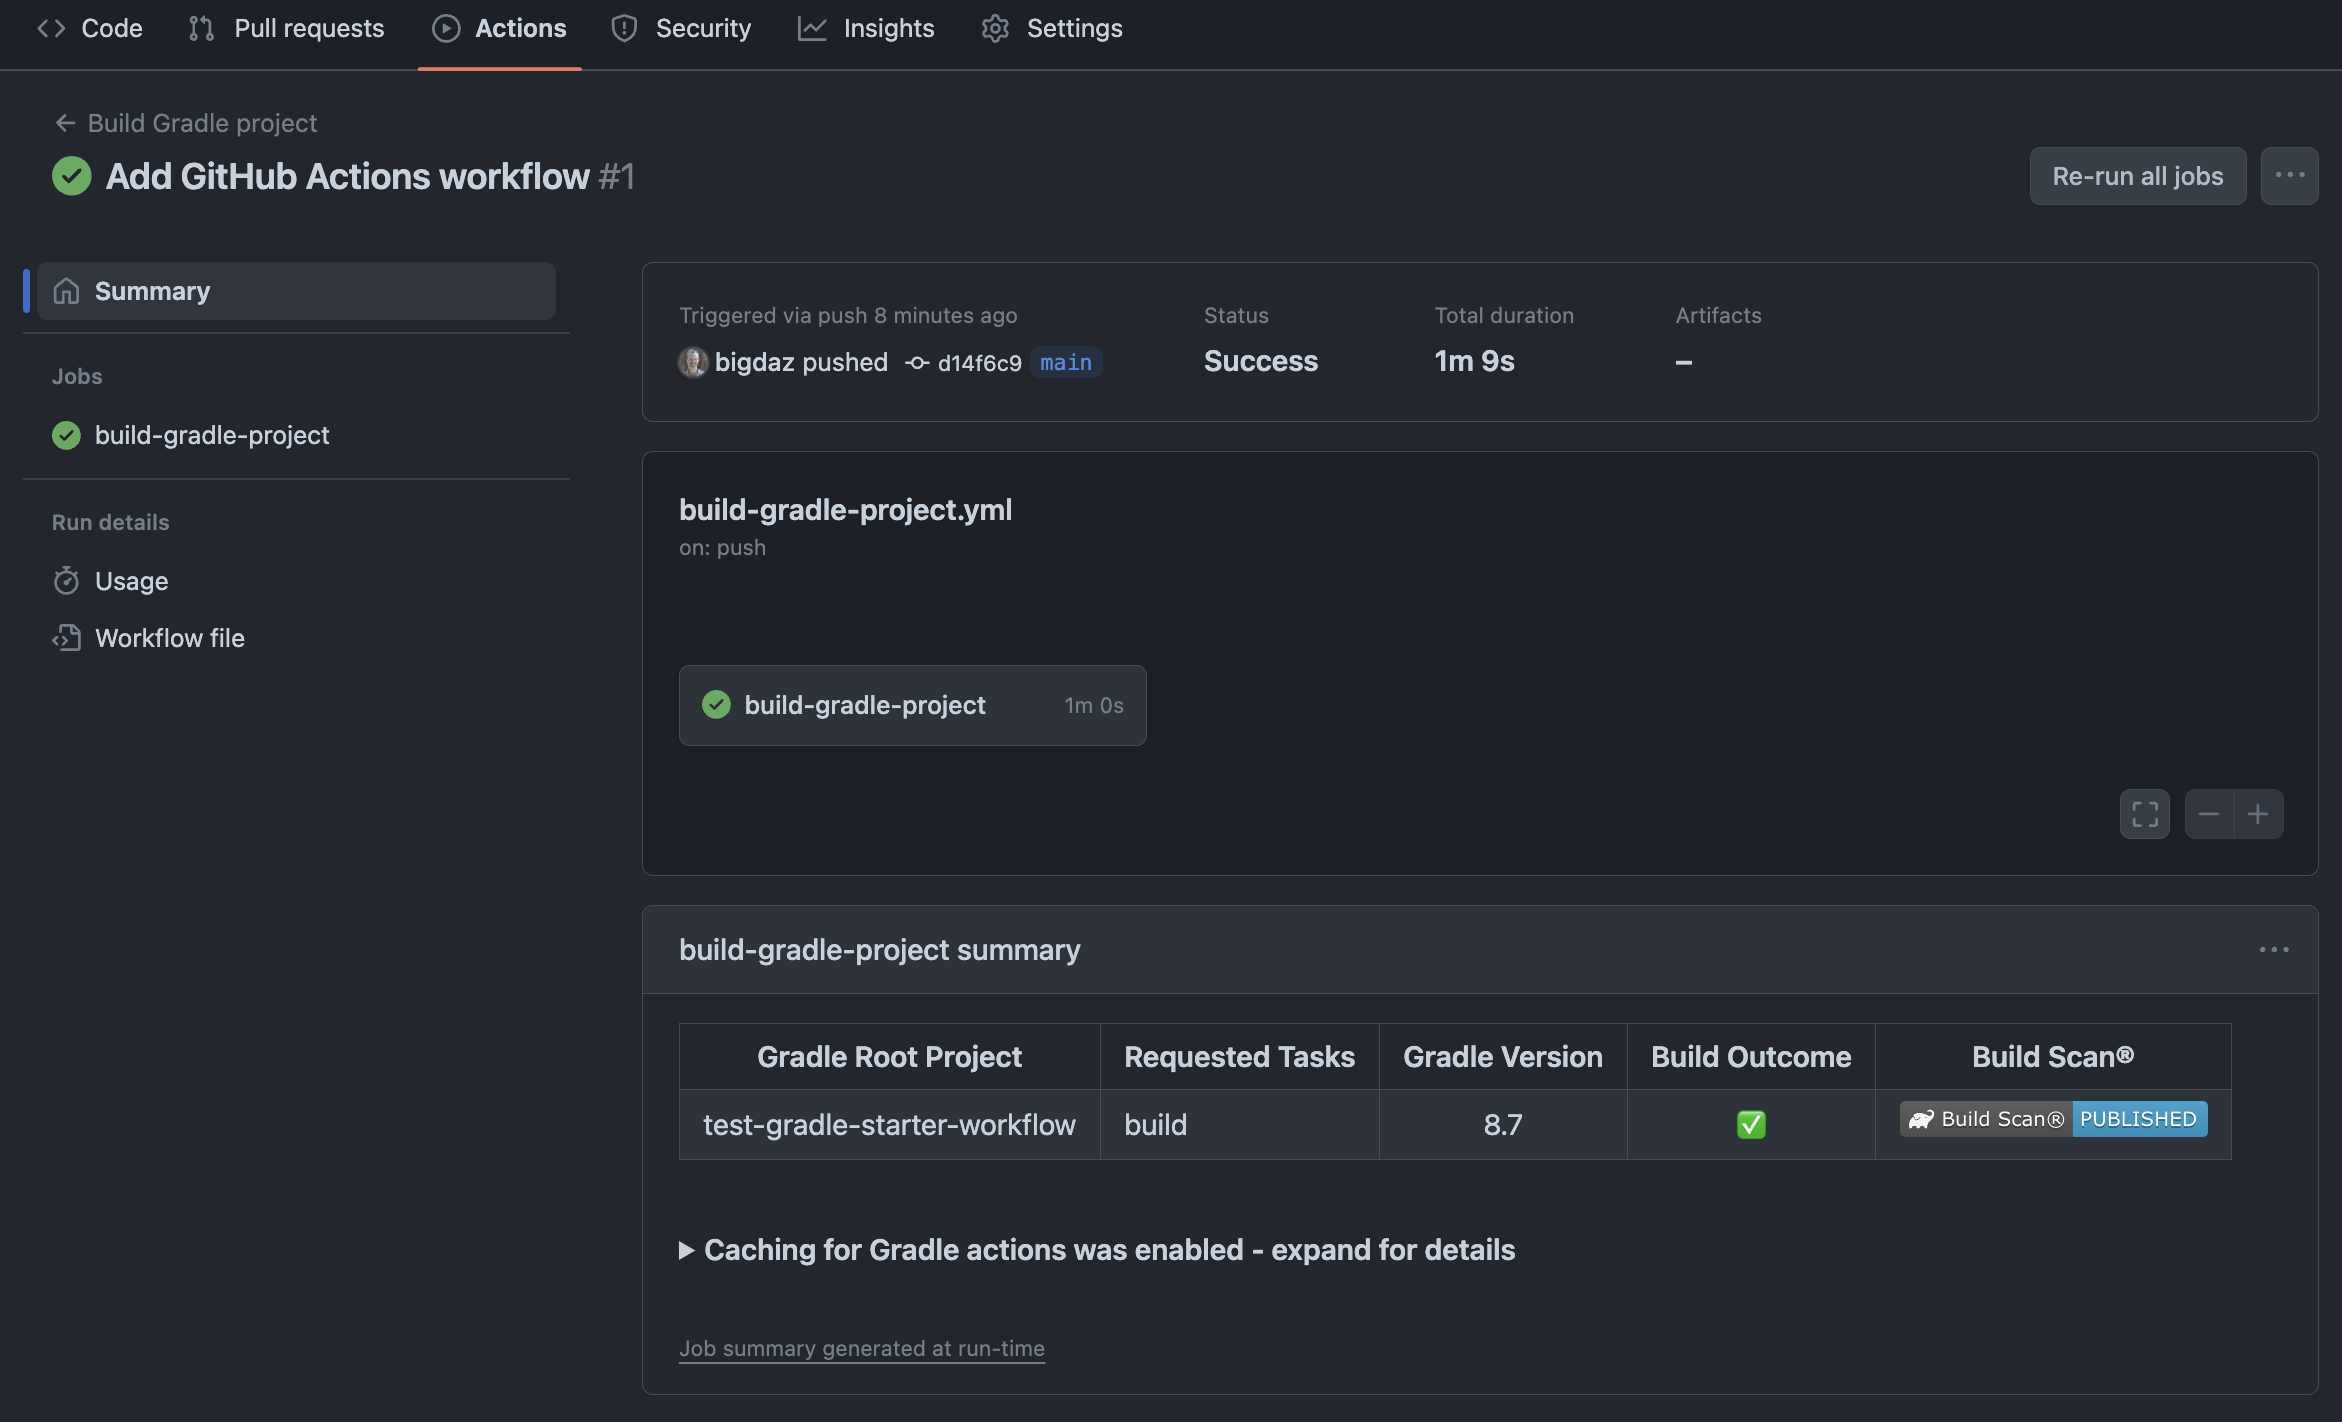 Code Pull requests Actions Security Insights Settings
← Build Gradle project
Add GitHub Actions workflow #1
Re-run all jobs
Summary
Jobs
build-gradle-project
Run details
Usage
Workflow file
Triggered via push 8 minutes ago
bigdaz pushed d14f6c9 main
Status
Success
Total duration
1m 9s
Artifacts
–
build-gradle-project.yml
on: push
build-gradle-project 1m 0s
build-gradle-project summary
Gradle Root Project Requested Tasks Gradle Version Build Outcome Build Scan®
test-gradle-starter-workflow build 8.7 ✅ Build Scan® PUBLISHED
Caching for Gradle actions was enabled - expand for details
Job summary generated at run-time